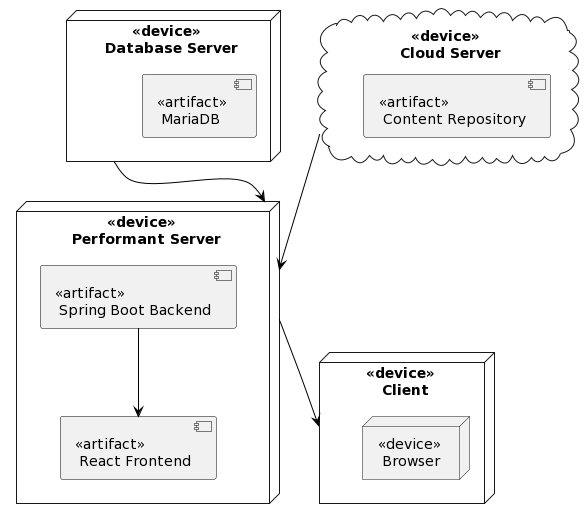 «device»
Database Server
«artifact»
MariaDB
«device»
Cloud Server
«artifact»
Content Repository
«device»
Performant Server
«artifact»
Spring Boot Backend
«artifact»
React Frontend
«device»
Client
«device»
Browser